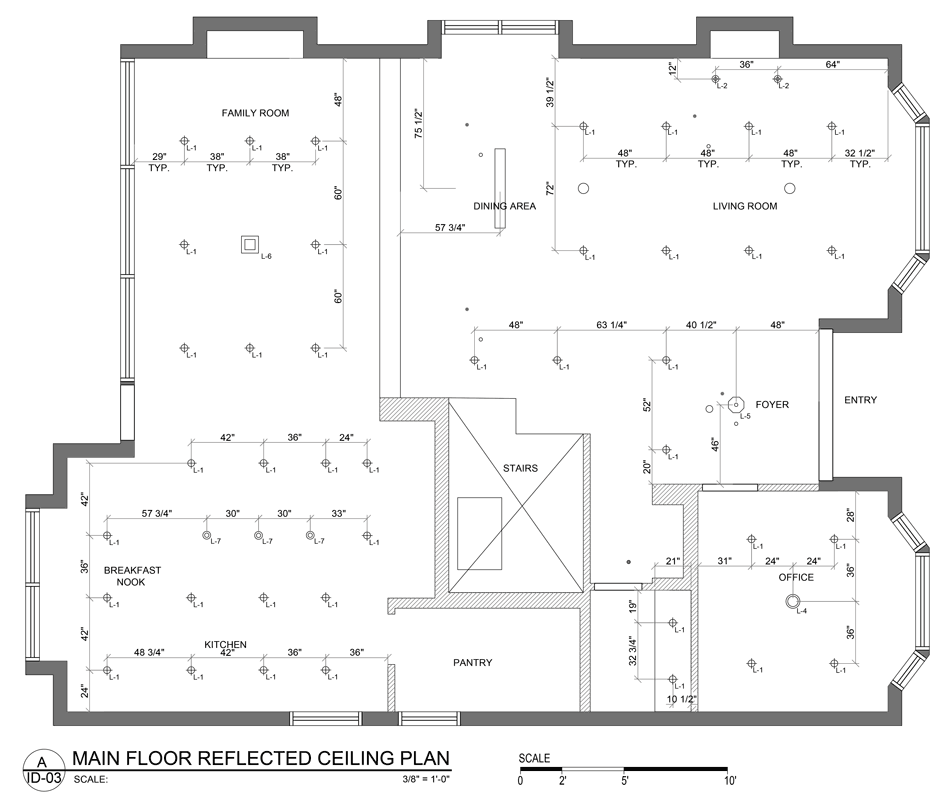 36"
64"
12"
L-2
L-2
48"
39 1/2"
75 1/2"
FAMILY ROOM
L-1
L-1
L-1
L-1
L-1
L-1
L-1
29"
TYP.
38"
TYP.
38"
TYP.
48"
TYP.
48"
TYP.
48"
TYP.
32 1/2"
TYP.
60"
72"
DINING AREA
LIVING ROOM
57 3/4"
L-1
L-6
L-1
L-1
L-1
L-1
L-1
60"
48"
63 1/4"
40 1/2"
48"
L-1
L-1
L-1
L-1
L-1
L-1
52"
FOYER
ENTRY
L-5
46"
42"
36"
24"
L-1
L-1
L-1
L-1
L-1
20"
STAIRS
42"
57 3/4"
30"
30"
33"
28"
L-1
L-7
L-7
L-7
L-1
L-1
L-1
21"
31"
24"
24"
36"
BREAKFAST
NOOK
36"
OFFICE
L-1
L-1
L-1
L-1
L-4
19"
L-1
42"
KITCHEN
32 3/4"
36"
48 3/4"
42"
36"
36"
PANTRY
L-1
L-1
L-1
L-1
L-1
L-1
L-1
24"
10 1/2"
A
ID-03
MAIN FLOOR REFLECTED CEILING PLAN
SCALE:
3/8" = 1'-0"
SCALE
0
2'
5'
10'